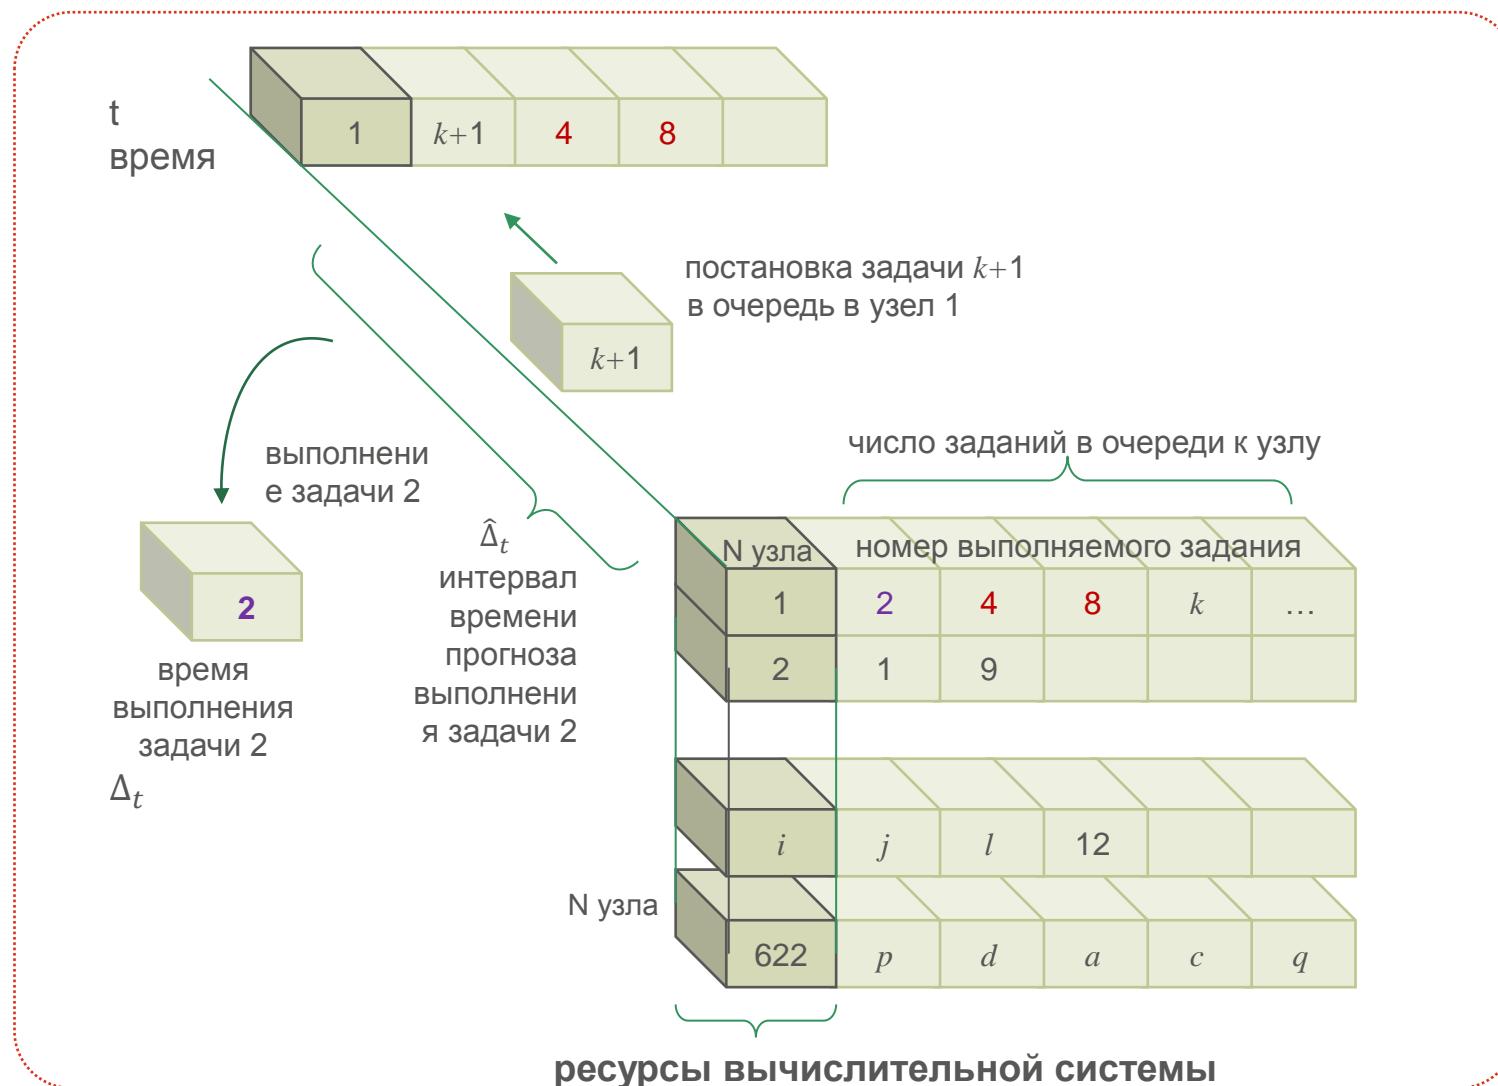 t
время
1 k+1 4 8
постановка задачи k+1
в очередь в узел 1
k+1
выполнени
е задачи 2
число заданий в очереди к узлу
2
время
выполнения
задачи 2
Δt
Δ̂t
интервал
времени
прогноза
выполнени
я задачи 2
N узла номер выполняемого задания
1 2 4 8 k …
2 1 9
i j l 12
N узла
622 p d a c q
ресурсы вычислительной системы